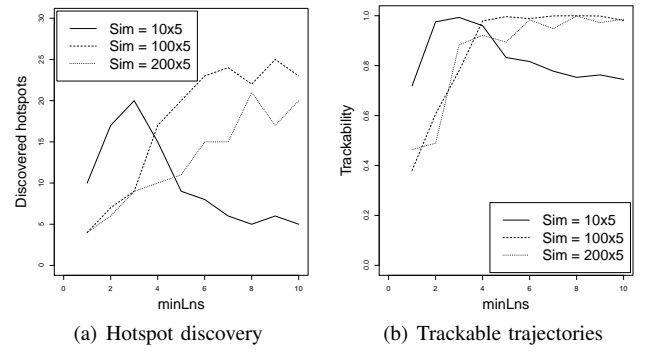 Sim = 10x5
Sim = 100x5
Sim = 200x5
Discovered hotspots
30
25
20
15
10
5
0
0 2 4 6 8 10
minLns
(a) Hotspot discovery
Trackability
1.0
0.8
0.6
0.4
0.2
0.0
Sim = 10x5
Sim = 100x5
Sim = 200x5
0 2 4 6 8 10
minLns
(b) Trackable trajectories